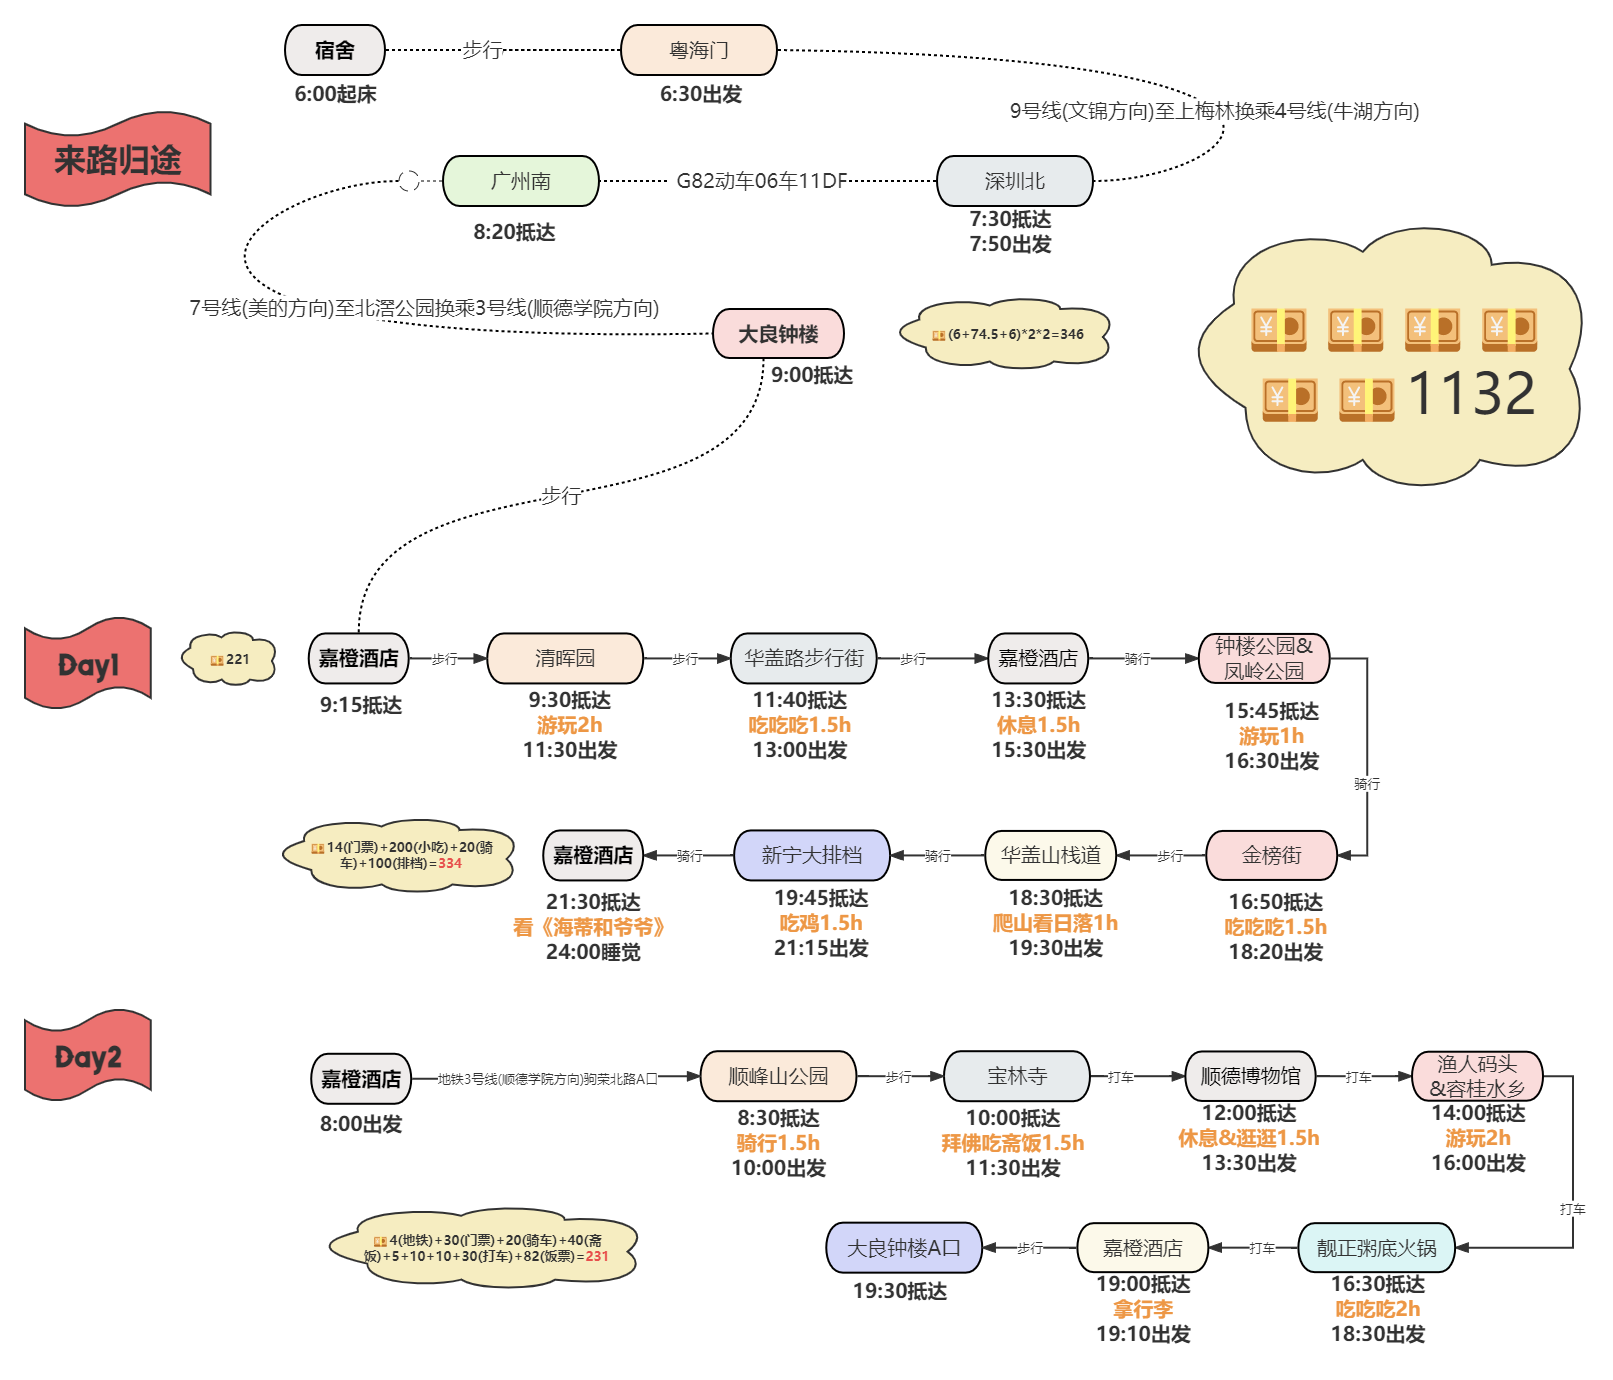 宿舍
步行
粤海门
6:00起床
6:30出发
9号线(文锦方向)至上梅林换乘4号线(牛湖方向)
来路归途
广州南
G82动车06车11DF
深圳北
8:20抵达
7:30抵达
7:50出发
7号线(美的方向)至北滘公园换乘3号线(顺德学院方向)
大良钟楼
9:00抵达
(6+74.5+6)*2*2=346
1132
步行
Day1
221
嘉橙酒店
9:15抵达
步行
清晖园
9:30抵达
游玩2h
11:30出发
步行
华盖路步行街
11:40抵达
吃吃吃1.5h
13:00出发
步行
嘉橙酒店
13:30抵达
休息1.5h
15:30出发
骑行
钟楼公园&
凤岭公园
15:45抵达
游玩1h
16:30出发
骑行
金榜街
16:50抵达
吃吃吃1.5h
18:20出发
步行
华盖山栈道
18:30抵达
爬山看日落1h
19:30出发
骑行
新宁大排档
19:45抵达
吃鸡1.5h
21:15出发
骑行
嘉橙酒店
21:30抵达
看《海蒂和爷爷》
24:00睡觉
14(门票)+200(小吃)+20(骑
车)+100(排档)=334
Day2
嘉橙酒店
8:00出发
地铁3号线(顺德学院方向)驹荣北路A口
顺峰山公园
8:30抵达
骑行1.5h
10:00出发
步行
宝林寺
10:00抵达
拜佛吃斋饭1.5h
11:30出发
打车
顺德博物馆
12:00抵达
休息&逛逛1.5h
13:30出发
打车
渔人码头
&容桂水乡
14:00抵达
游玩2h
16:00出发
打车
靓正粥底火锅
16:30抵达
吃吃吃2h
18:30出发
打车
嘉橙酒店
19:00抵达
拿行李
19:10出发
步行
大良钟楼A口
19:30抵达
4(地铁)+30(门票)+20(骑车)+40(斋
饭)+5+10+10+30(打车)+82(饭票)=231